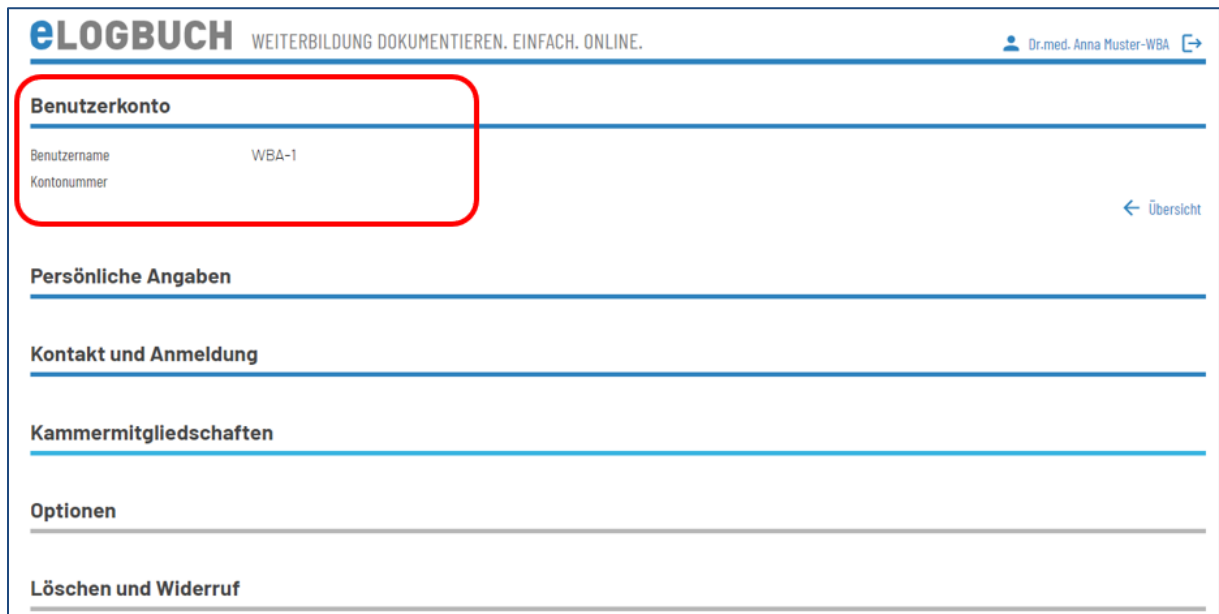 eLOGBUCH WEITERBILDUNG DOKUMENTIEREN. EINFACH. ONLINE. Dr.med. Anna Muster-WBA
Benutzerkonto
Benutzername WBA-1
Kontonummer
← Übersicht
Persönliche Angaben
Kontakt und Anmeldung
Kammermitgliedschaften
Optionen
Löschen und Widerruf